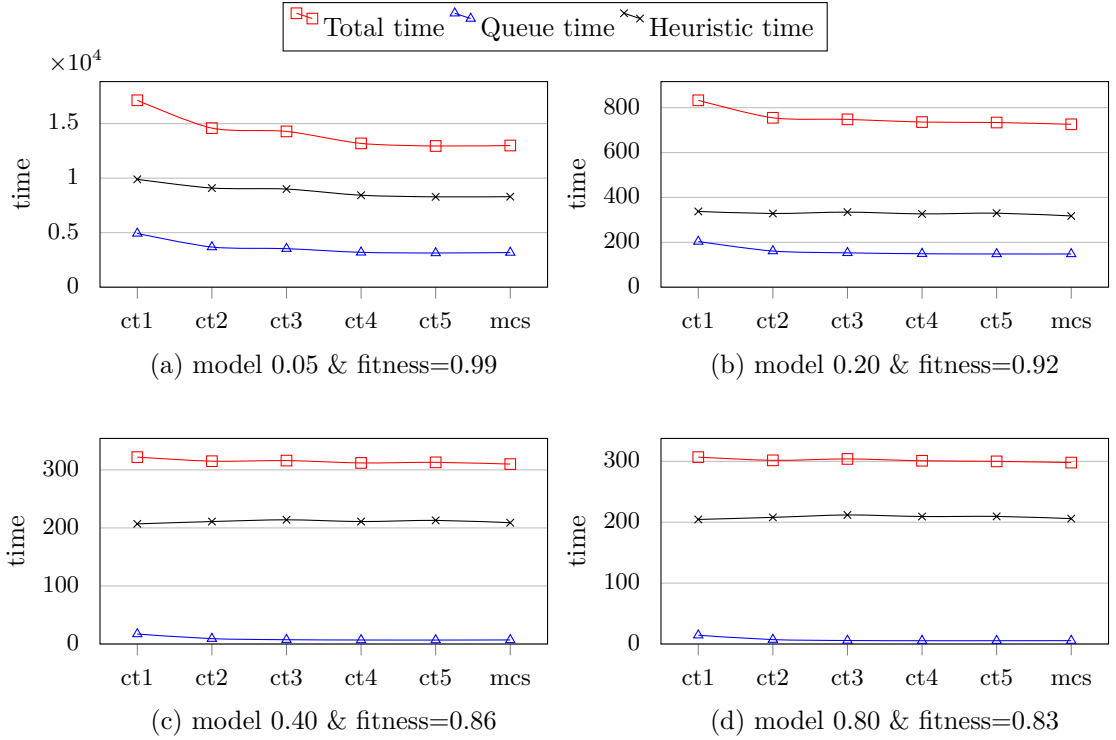 Total time Queue time Heuristic time
×10⁴
time
1.5
1
0.5
0
ct1 ct2 ct3 ct4 ct5 mcs
(a) model 0.05 & fitness=0.99
time
800
600
400
200
0
ct1 ct2 ct3 ct4 ct5 mcs
(b) model 0.20 & fitness=0.92
time
300
200
100
0
ct1 ct2 ct3 ct4 ct5 mcs
(c) model 0.40 & fitness=0.86
time
300
200
100
0
ct1 ct2 ct3 ct4 ct5 mcs
(d) model 0.80 & fitness=0.83